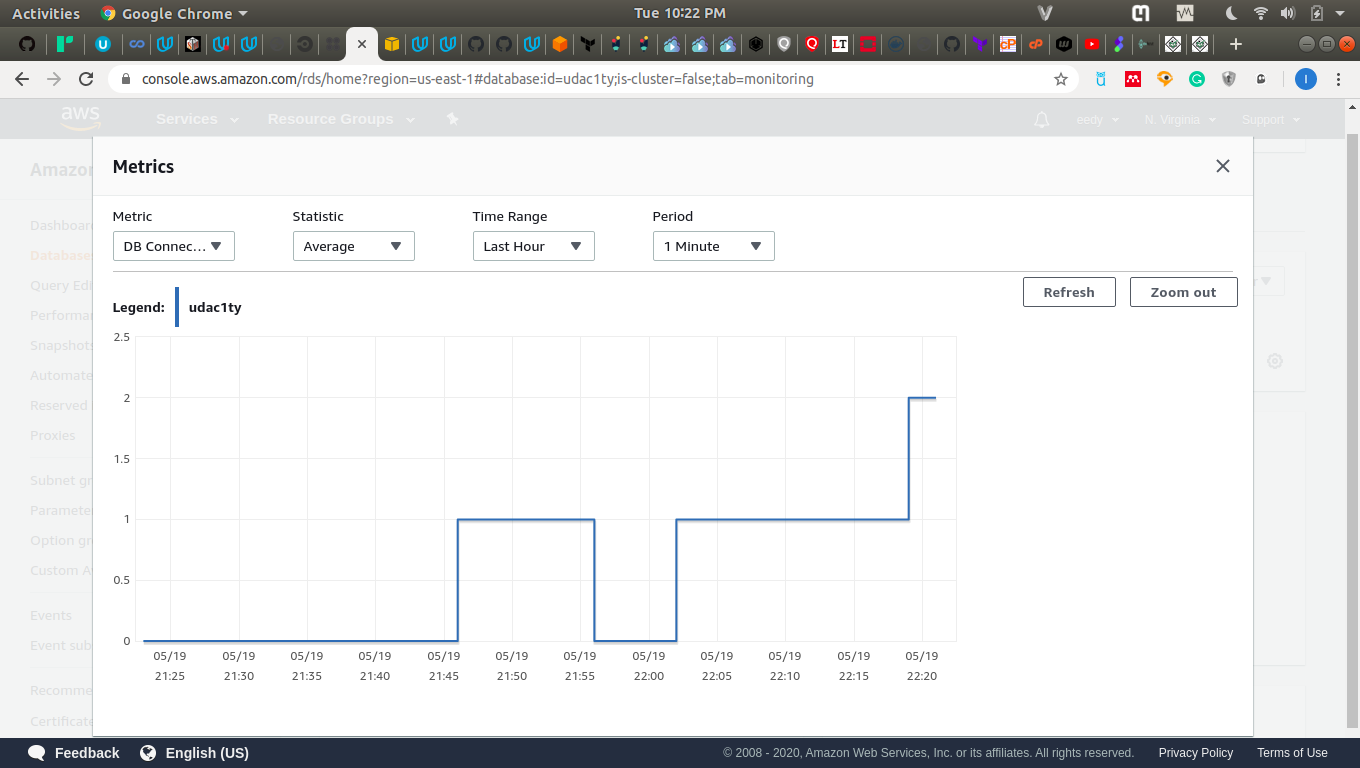 Activities
Google Chrome
Tue 10:22 PM
console.aws.amazon.com/rds/home?region=us-east-1#database:id=udac1ty;is-cluster=false;tab=monitoring
I
aws
Services
Resource Groups
eedy
N. Virginia
Support
Amazon
Metrics
Metric
Statistic
Time Range
Period
DB Connec...
Average
Last Hour
1 Minute
Refresh
Zoom out
Legend:
udac1ty
2.5
2
1.5
1
0.5
0
05/19 05/19 05/19 05/19 05/19 05/19 05/19 05/19 05/19 05/19 05/19 05/19
21:25 21:30 21:35 21:40 21:45 21:50 21:55 22:00 22:05 22:10 22:15 22:20
Dashboar
Database
Query Edi
Performa
Snapshots
Automate
Reserved
Proxies
Subnet gr
Paramete
Option gr
Custom A
Events
Event sub
Recomme
Certificate
Feedback
English (US)
© 2008 - 2020, Amazon Web Services, Inc. or its affiliates. All rights reserved.
Privacy Policy
Terms of Use